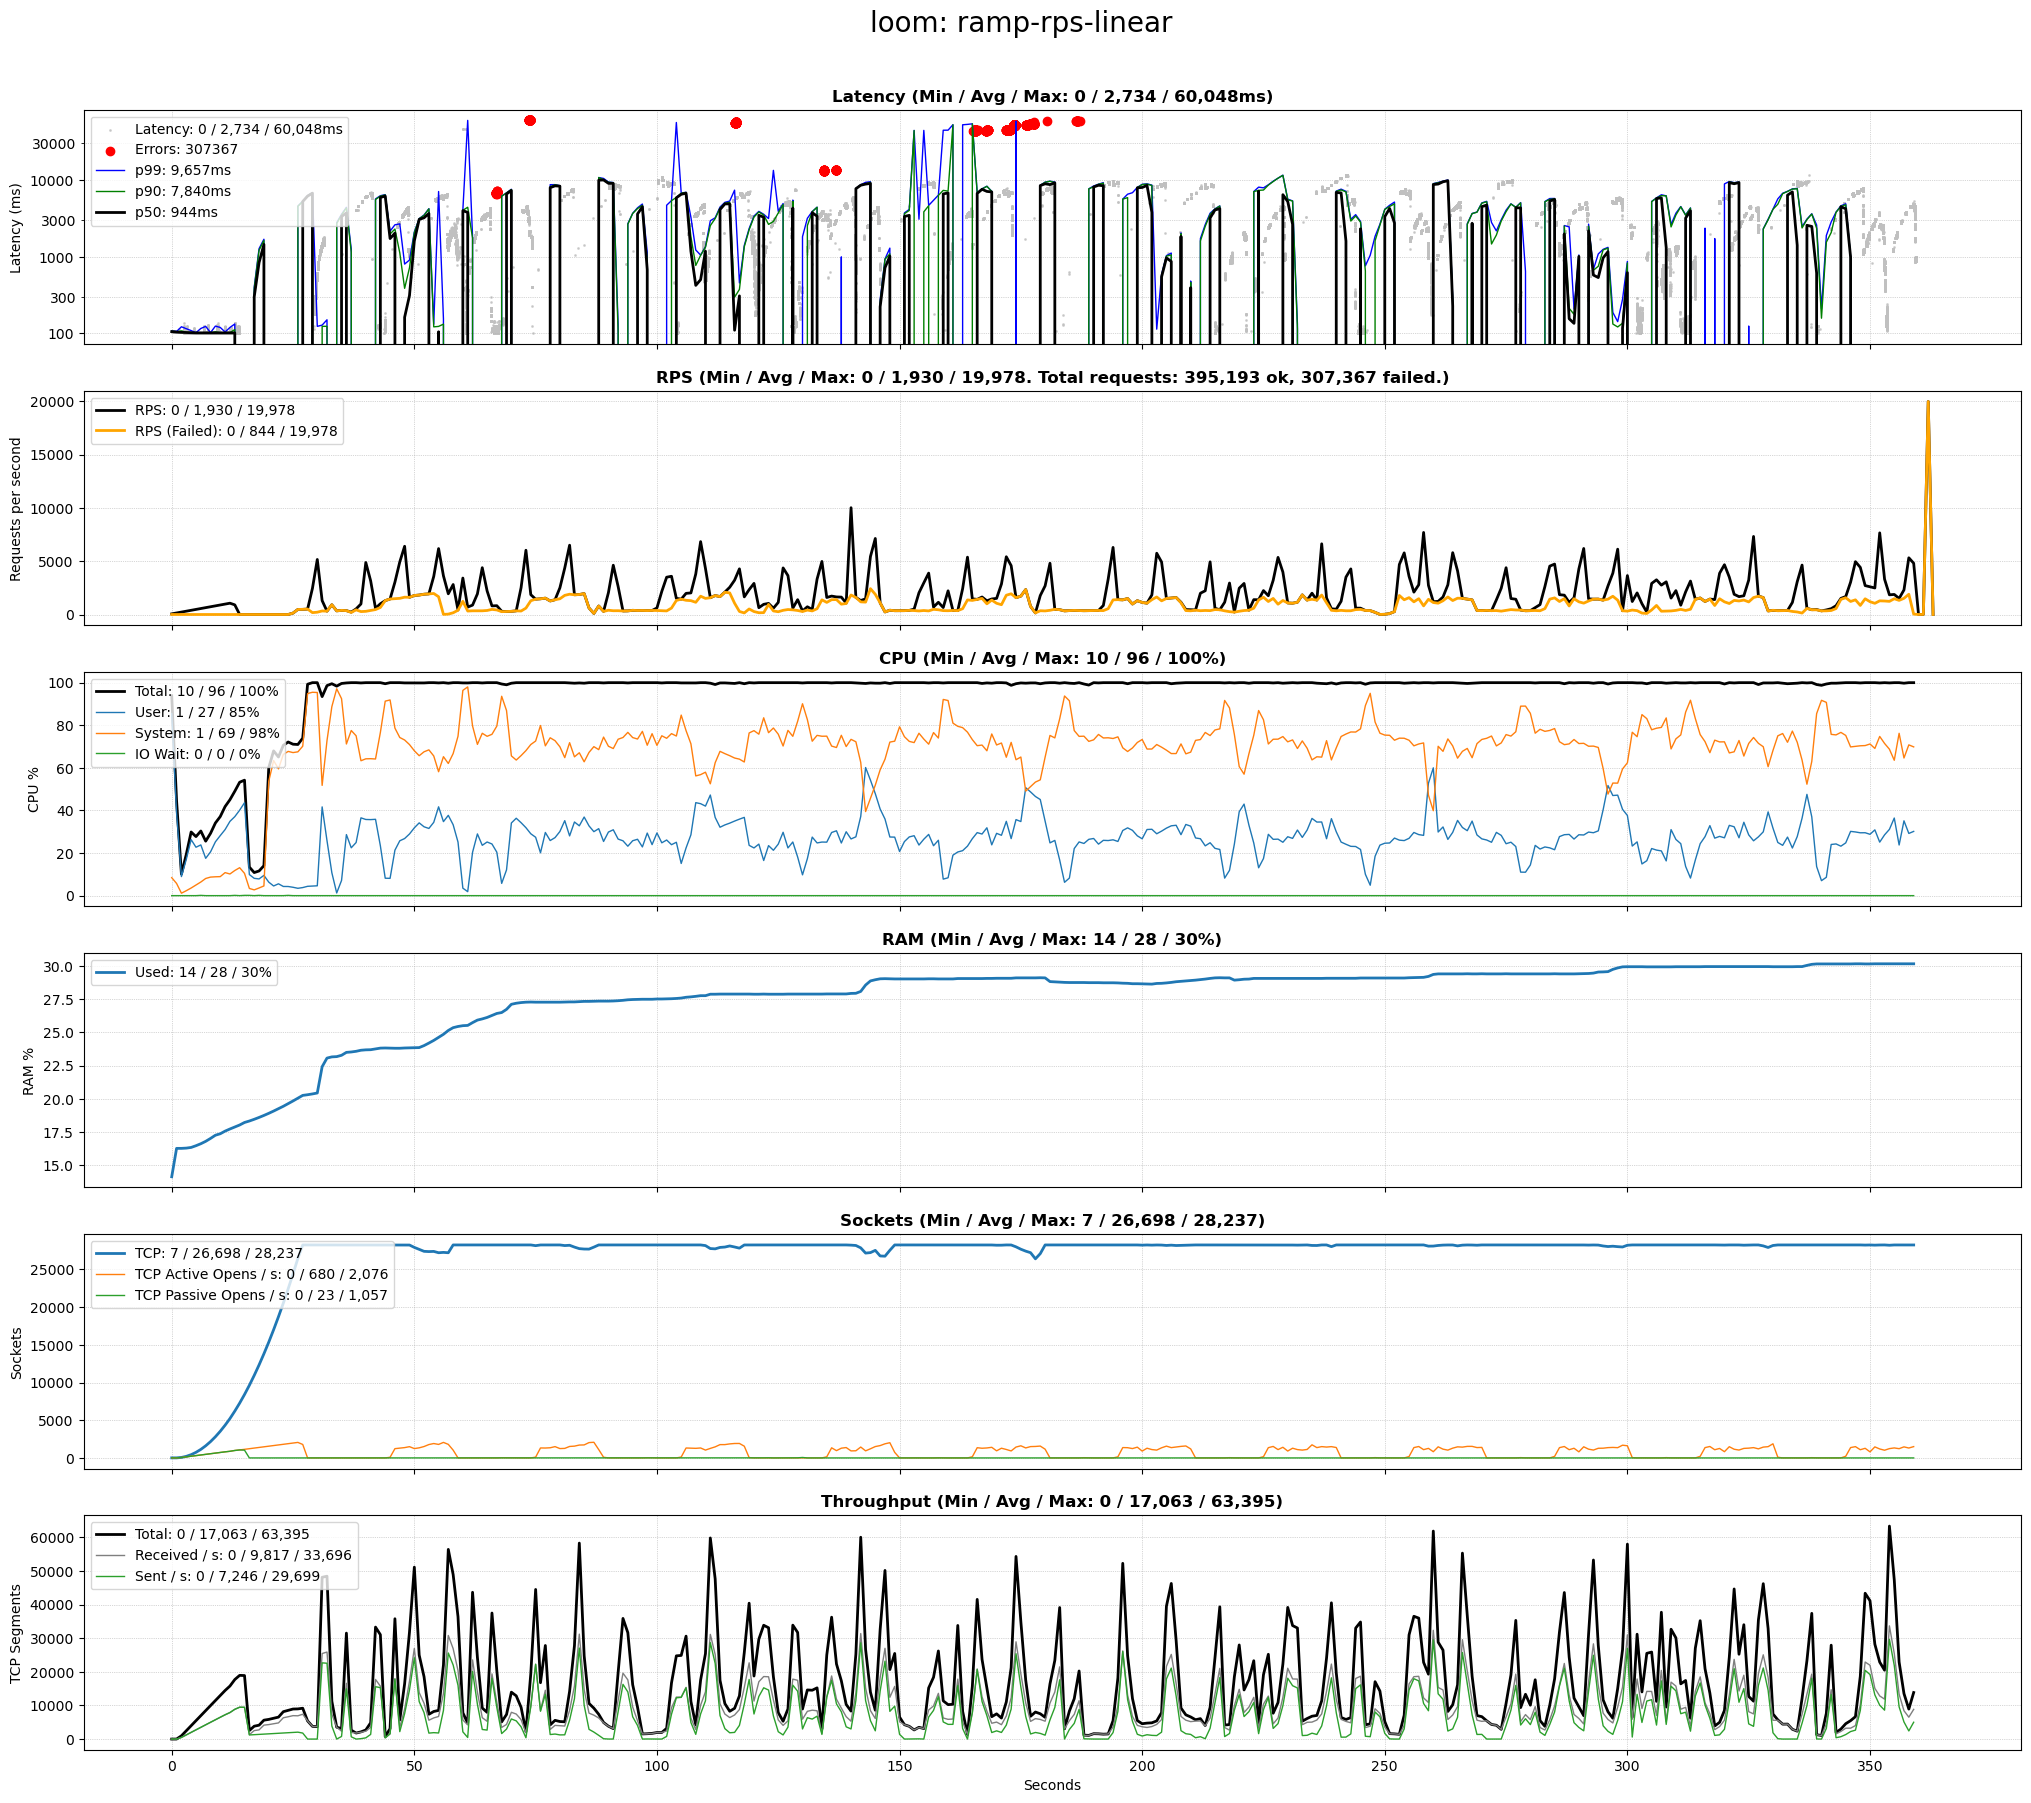 loom: ramp-rps-linear
Latency (Min / Avg / Max: 0 / 2,734 / 60,048ms)
Latency (ms)
30000
10000
3000
1000
300
100
Latency: 0 / 2,734 / 60,048ms
Errors: 307367
p99: 9,657ms
p90: 7,840ms
p50: 944ms
RPS (Min / Avg / Max: 0 / 1,930 / 19,978. Total requests: 395,193 ok, 307,367 failed.)
Requests per second
20000
15000
10000
5000
0
RPS: 0 / 1,930 / 19,978
RPS (Failed): 0 / 844 / 19,978
CPU (Min / Avg / Max: 10 / 96 / 100%)
CPU %
100
80
60
40
20
0
Total: 10 / 96 / 100%
User: 1 / 27 / 85%
System: 1 / 69 / 98%
IO Wait: 0 / 0 / 0%
RAM (Min / Avg / Max: 14 / 28 / 30%)
RAM %
30.0
27.5
25.0
22.5
20.0
17.5
15.0
Used: 14 / 28 / 30%
Sockets (Min / Avg / Max: 7 / 26,698 / 28,237)
Sockets
25000
20000
15000
10000
5000
0
TCP: 7 / 26,698 / 28,237
TCP Active Opens / s: 0 / 680 / 2,076
TCP Passive Opens / s: 0 / 23 / 1,057
Throughput (Min / Avg / Max: 0 / 17,063 / 63,395)
TCP Segments
60000
50000
40000
30000
20000
10000
0
Total: 0 / 17,063 / 63,395
Received / s: 0 / 9,817 / 33,696
Sent / s: 0 / 7,246 / 29,699
0 50 100 150 200 250 300 350
Seconds